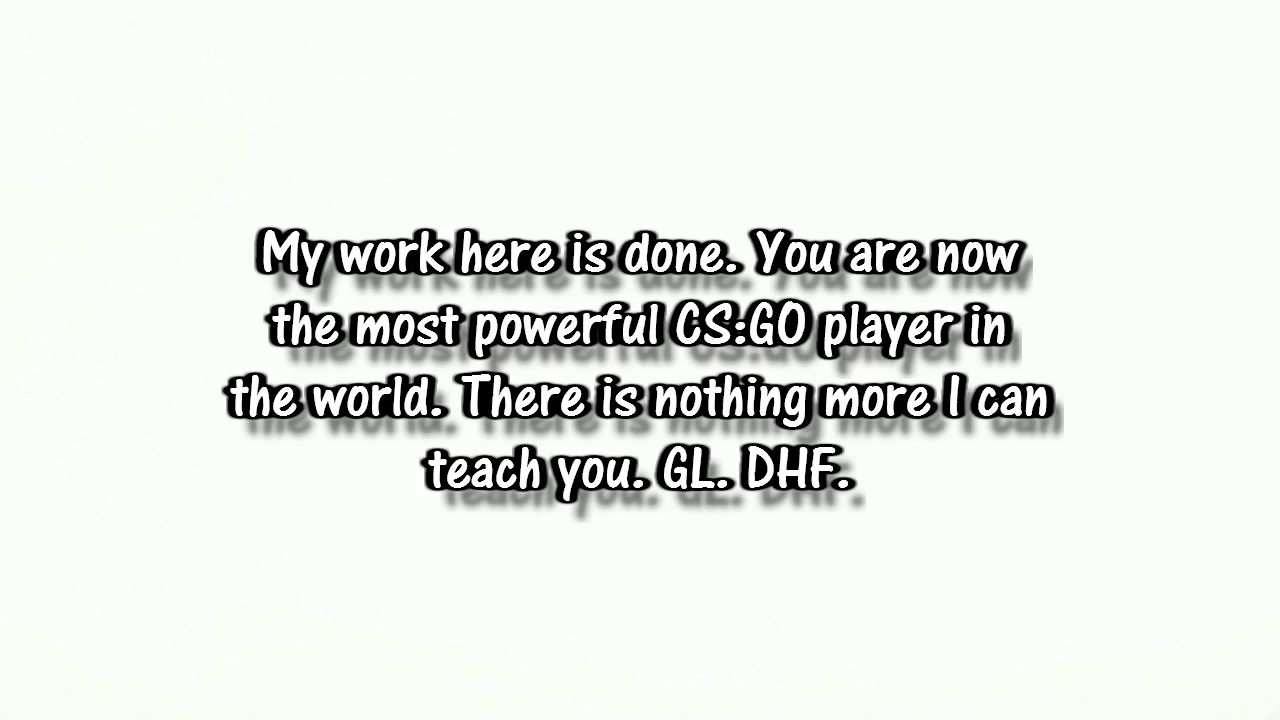 My work here is done. You are now
the most powerful CS:GO player in
the world. There is nothing more I can
teach you. GL. DHF.